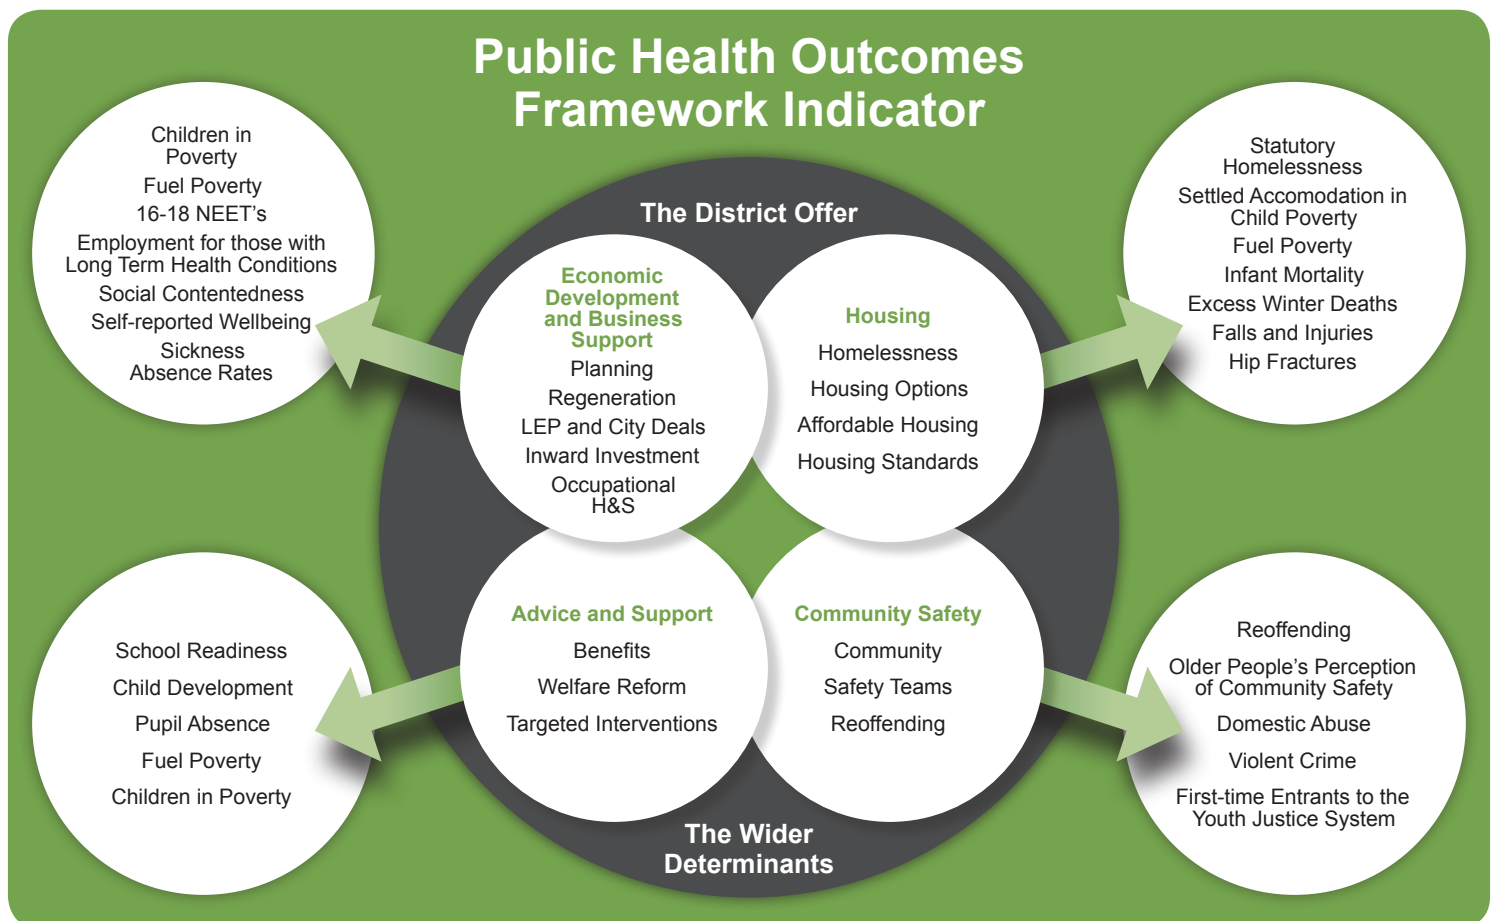 Public Health Outcomes
Framework Indicator
Children in
Poverty
Fuel Poverty
16-18 NEET's
Employment for those with
Long Term Health Conditions
Social Contentedness
Self-reported Wellbeing
Sickness
Absence Rates
The District Offer
Economic
Development
and Business
Support
Planning
Regeneration
LEP and City Deals
Inward Investment
Occupational
H&S
Housing
Homelessness
Housing Options
Affordable Housing
Housing Standards
Statutory
Homelessness
Settled Accomodation in
Child Poverty
Fuel Poverty
Infant Mortality
Excess Winter Deaths
Falls and Injuries
Hip Fractures
School Readiness
Child Development
Pupil Absence
Fuel Poverty
Children in Poverty
Advice and Support
Benefits
Welfare Reform
Targeted Interventions
Community Safety
Community
Safety Teams
Reoffending
Reoffending
Older People's Perception
of Community Safety
Domestic Abuse
Violent Crime
First-time Entrants to the
Youth Justice System
The Wider
Determinants